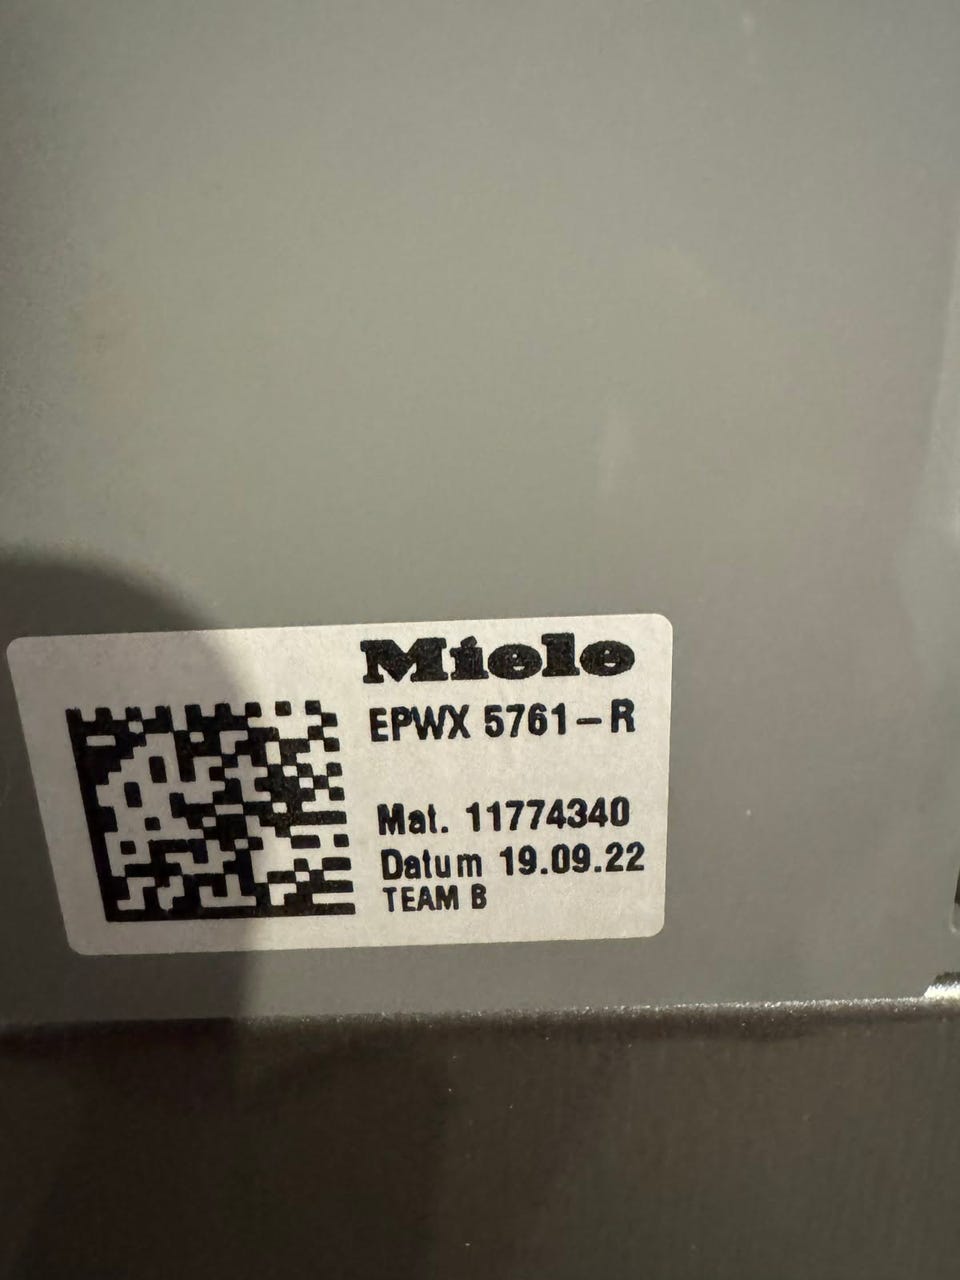 Miele
EPWX 5761-R
Mat. 11774340
Datum 19.09.22
TEAM B